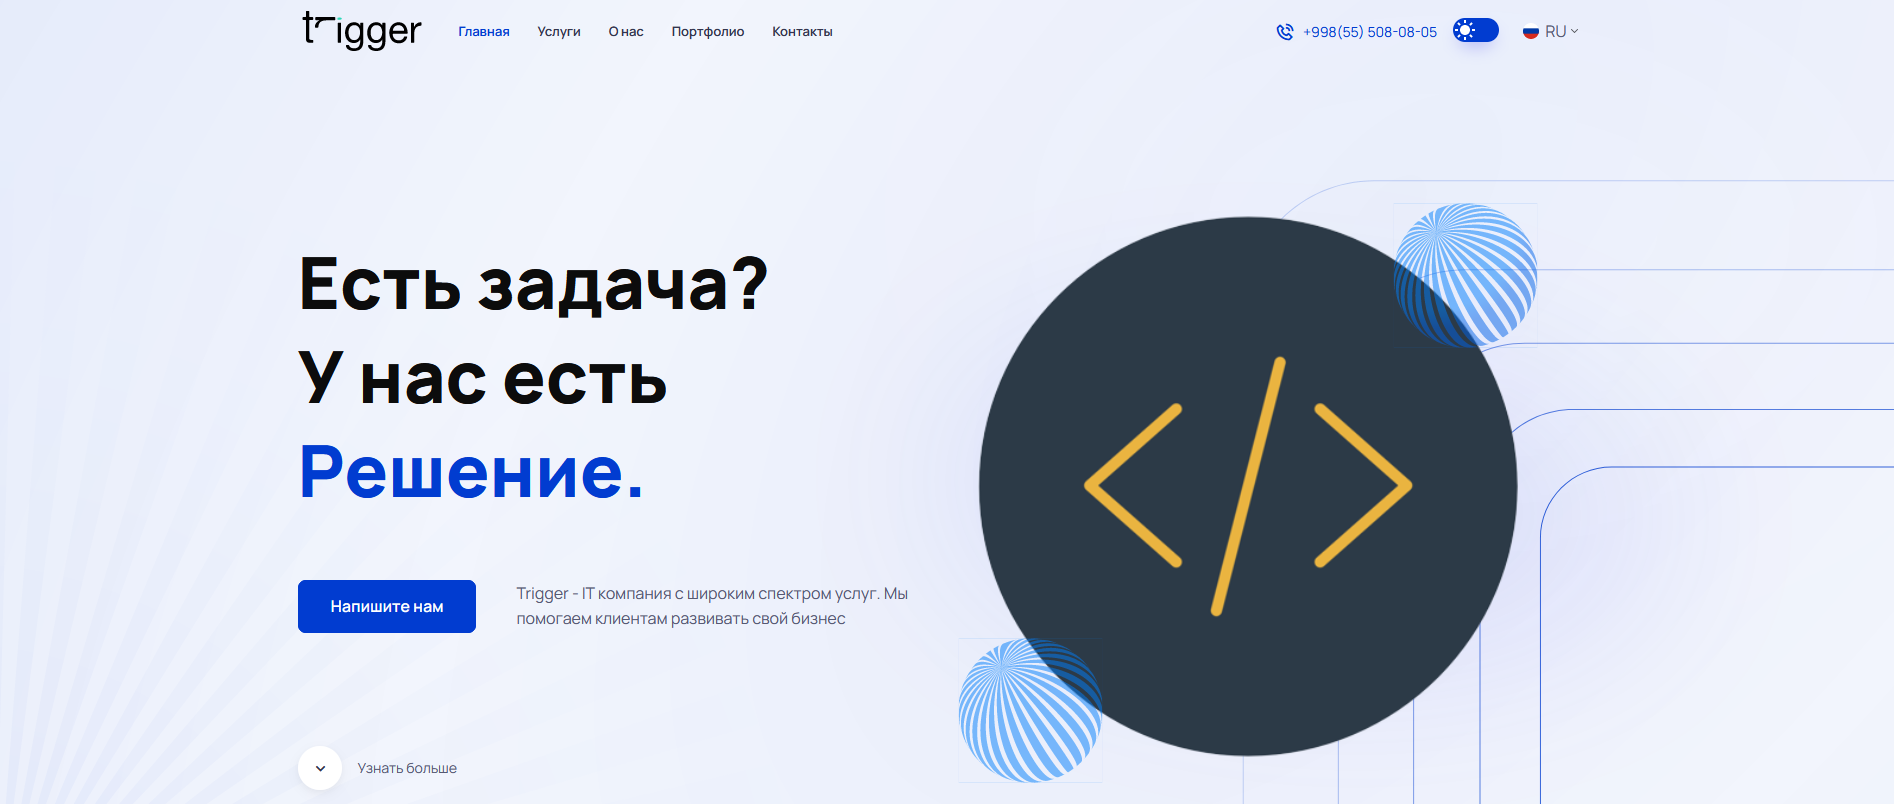 trigger
Главная Услуги О нас Портфолио Контакты
+998(55) 508-08-05
RU
Есть задача?
У нас есть
Решение.
Напишите нам
Trigger - IT компания с широким спектром услуг. Мы
помогаем клиентам развивать свой бизнес
</>
Узнать больше